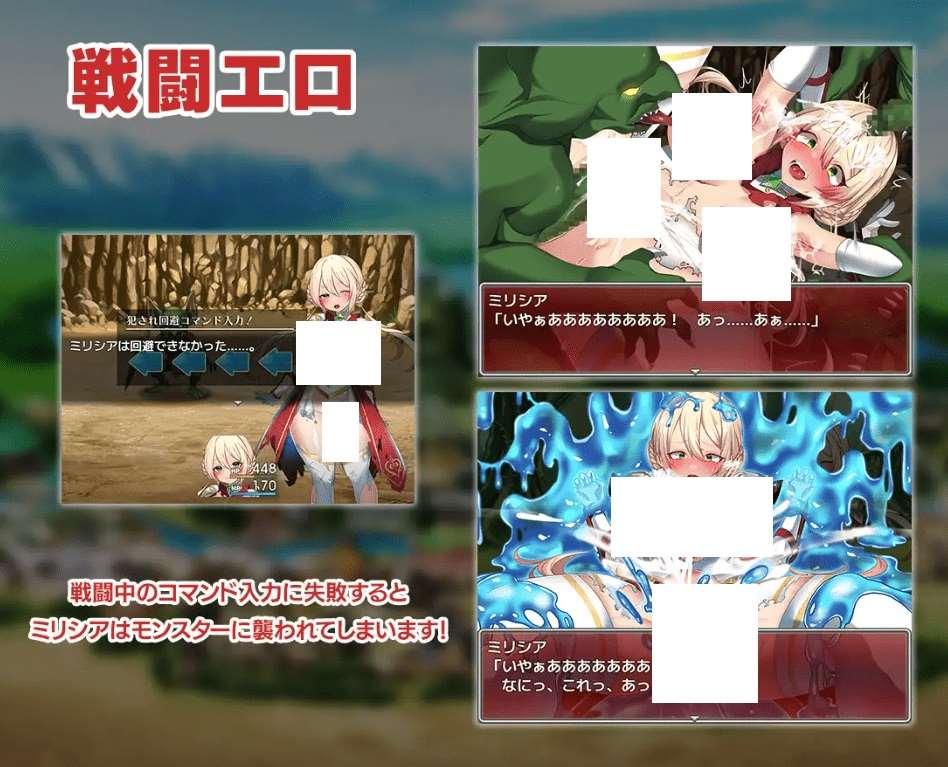 戦闘エロ
犯され回避コマンド入力！
ミリシアは回避できなかった……。
448
170
戦闘中のコマンド入力に失敗すると
ミリシアはモンスターに襲われてしまいます!
ミリシア
「いやぁああああああああ！　あっ……あぁ……」
ミリシア
「いやぁああああああああ
なにっ、これっ、あっ